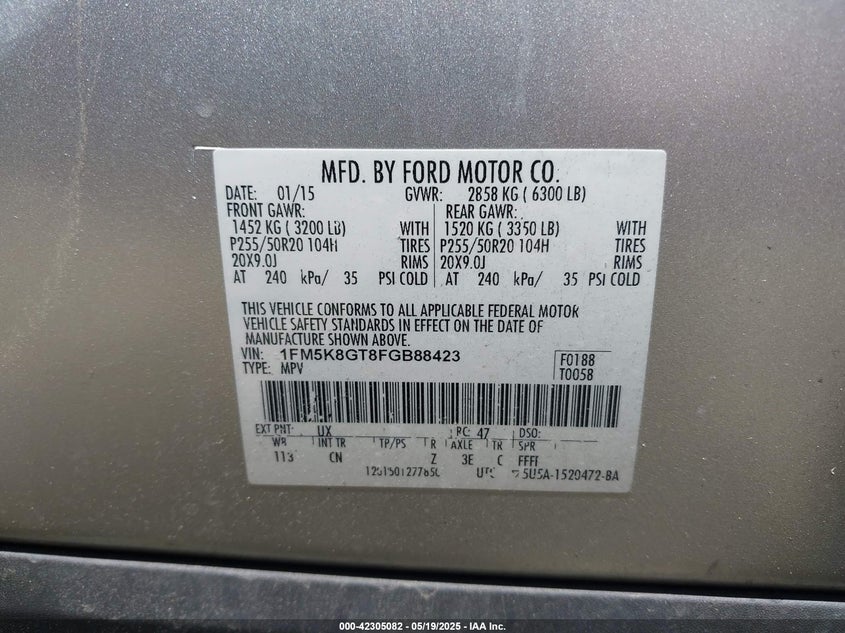 MFD. BY FORD MOTOR CO.
DATE: 01/15 GVWR: 2858 KG ( 6300 LB)
FRONT GAWR: REAR GAWR:
1452 KG ( 3200 LB) WITH 1520 KG ( 3350 LB) WITH
P255/50R20 104H TIRES P255/50R20 104H TIRES
20X9.0J RIMS 20X9.0J RIMS
AT 240 kPa/ 35 PSI COLD AT 240 kPa/ 35 PSI COLD
THIS VEHICLE CONFORMS TO ALL APPLICABLE FEDERAL MOTOR
VEHICLE SAFETY STANDARDS IN EFFECT ON THE DATE OF
MANUFACTURE SHOWN ABOVE.
VIN: 1FM5K8GT8FGB88423 F0188
TYPE: MPV T0058
EXT PNT: UX RC: 47 DSO:
WB INT TR TP/PS R AXLE TR SPR
113 CN Z 3E C FFFF
000-42305082 - 05/19/2025 - IAA Inc.